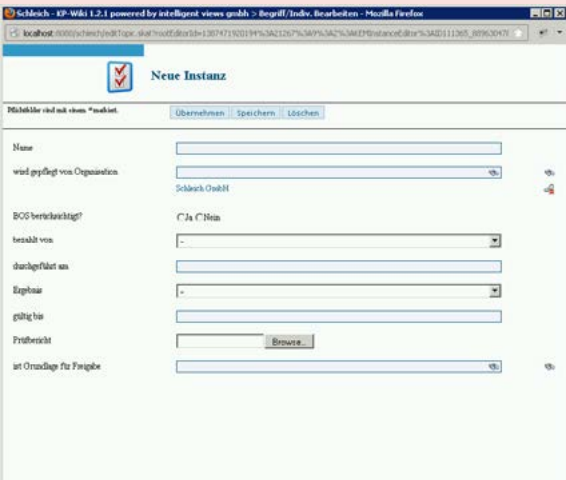 Schleich - KP-Wiki 1.2.1 powered by intelligent views gmbh > Begriff/Indiv. Bearbeiten - Mozilla Firefox
Neue Instanz
Pflichtfelder sind mit einem * markiert.
Übernehmen Speichern Löschen
Name
wird gepflegt von Organisation
Schleich GmbH
BOS berücksichtigt?
Ja Nein
bezahlt von
-
durchgeführt am
Ergebnis
-
gültig bis
Prüfbericht
Browse...
ist Grundlage für Freigabe